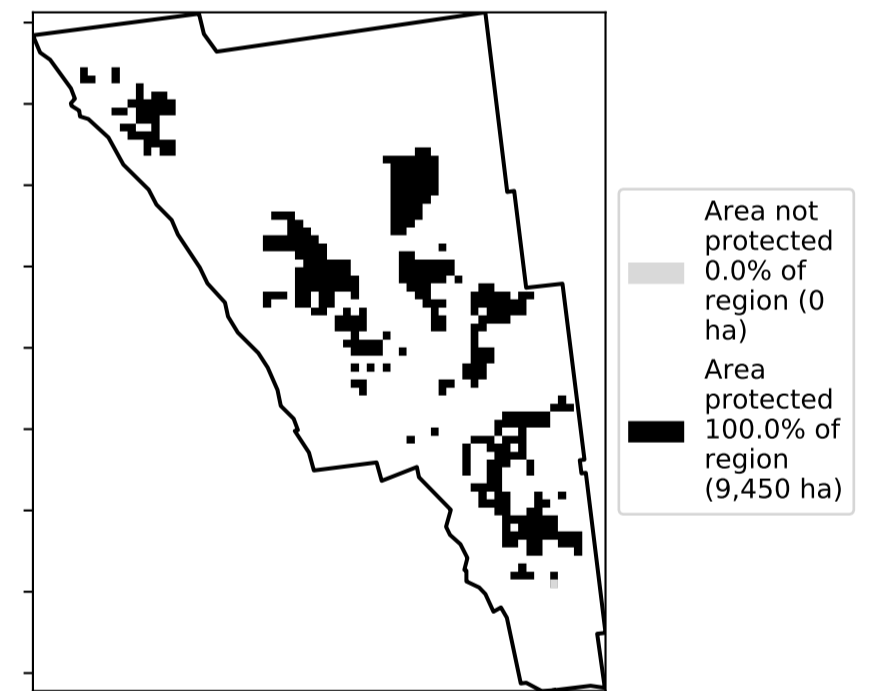 Area not
protected
0.0% of
region (0
ha)
Area
protected
100.0% of
region
(9,450 ha)